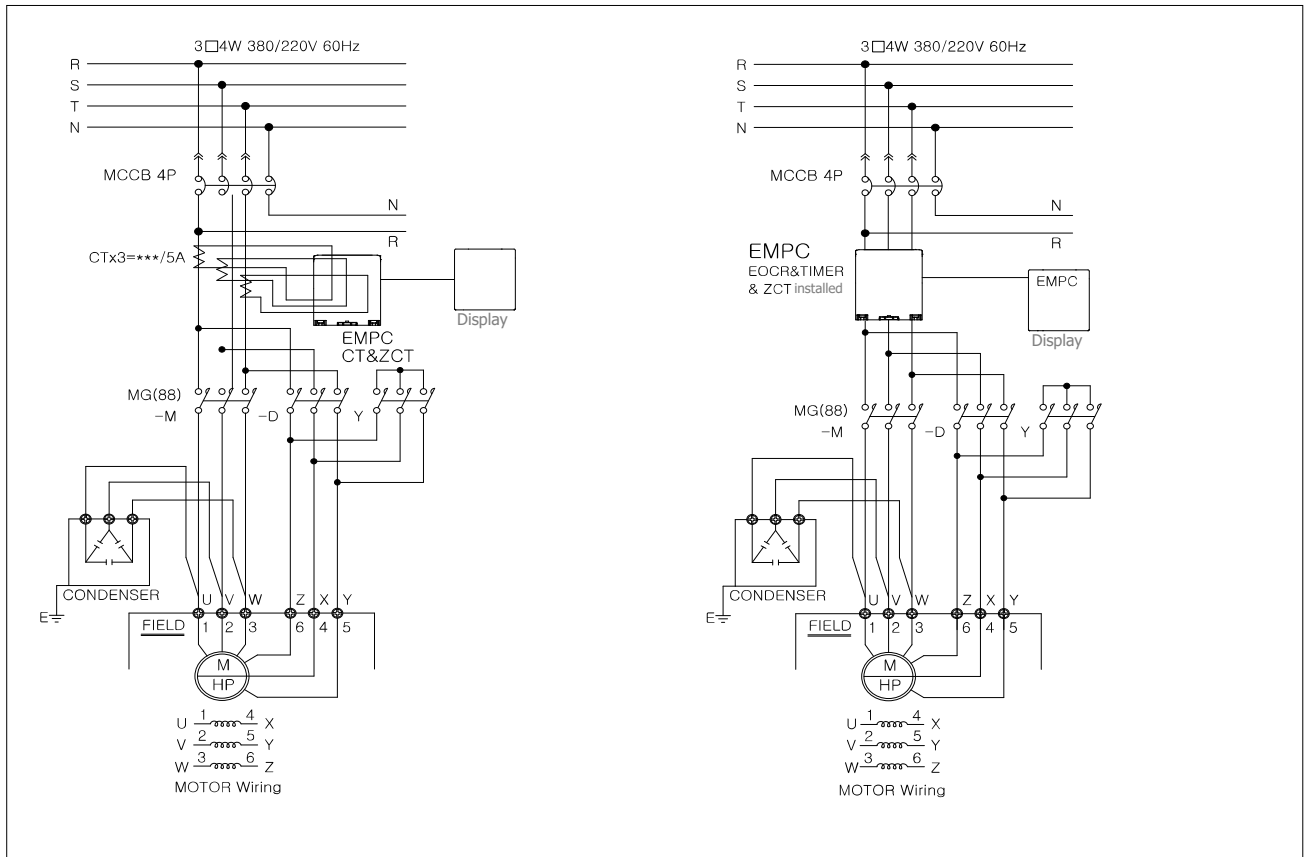 3□4W 380/220V 60Hz
R
S
T
N
MCCB 4P
N
R
CTx3=***/5A
Display
EMPC
CT&ZCT
MG(88)
-M
-D
Y
CONDENSER
E
U V W Z X Y
FIELD
1 2 3 6 4 5
M
HP
U 1 4 X
V 2 5 Y
W 3 6 Z
MOTOR Wiring
3□4W 380/220V 60Hz
R
S
T
N
MCCB 4P
N
R
EMPC
EOCR&TIMER
& ZCT installed
EMPC
Display
MG(88)
-M
-D
Y
CONDENSER
E
U V W Z X Y
FIELD
1 2 3 6 4 5
M
HP
U 1 4 X
V 2 5 Y
W 3 6 Z
MOTOR Wiring